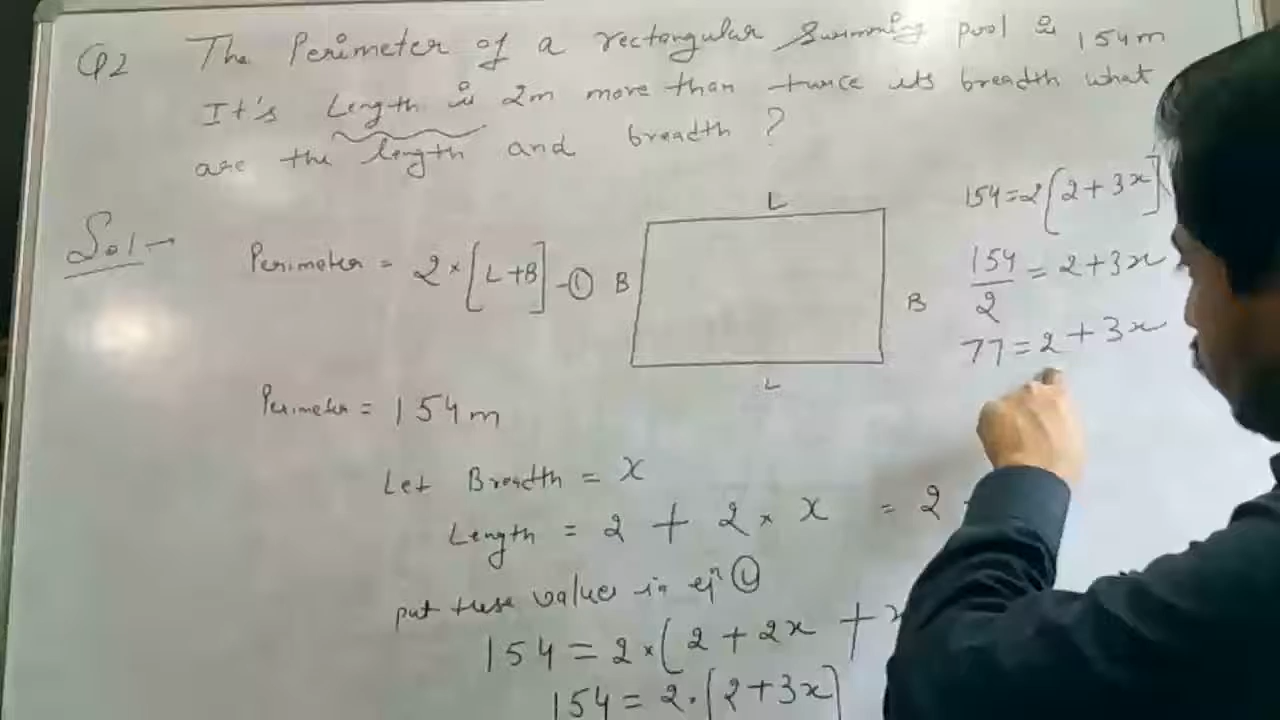 Q2 The Perimeter of a rectangular Swimming pool is 154m
It's Length is 2m more than twice its breadth what
are the length and breadth ?
Sol→
Perimeter = 2 × [L+B] -①
L
B
B
L
Perimeter = 154m
Let Breadth = x
Length = 2 + 2 × x = 2
put these values in eqn ①
154 = 2 × (2 + 2x +
154 = 2 . [2+3x]
154=2[2+3x]
154/2 = 2+3x
77=2+3x